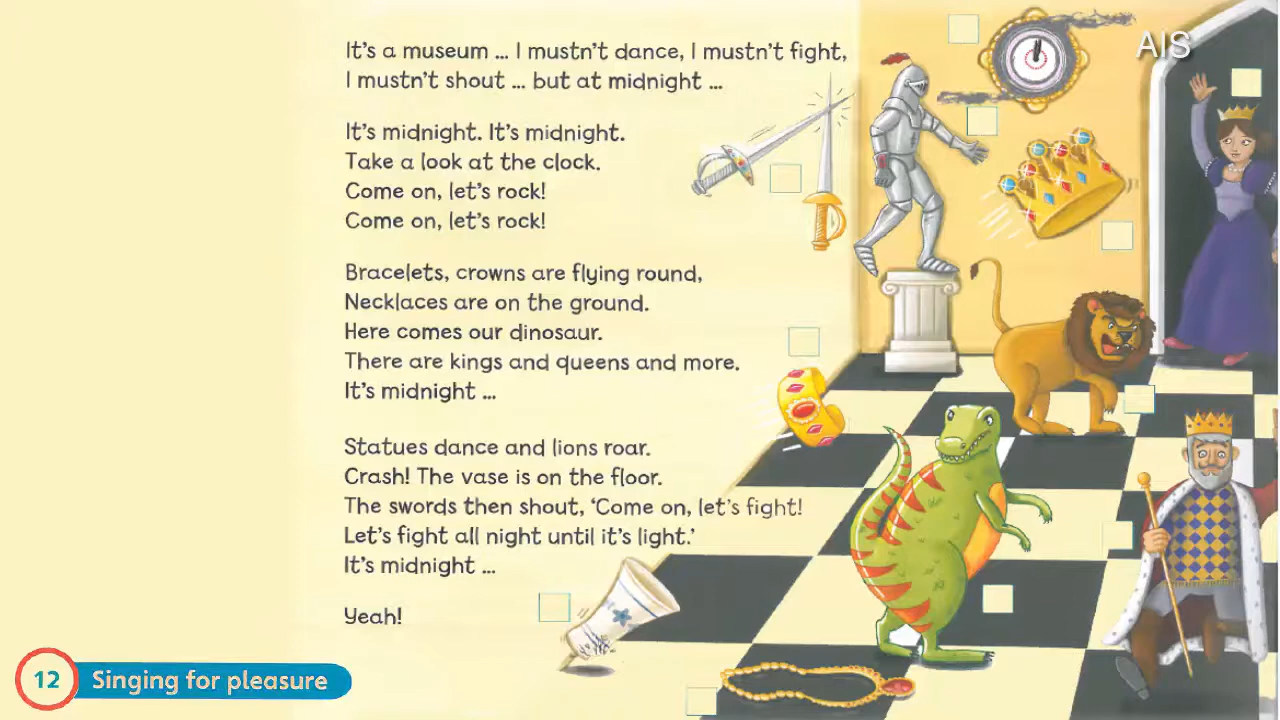 It's a museum ... I mustn't dance, I mustn't fight,
I mustn't shout ... but at midnight ...
It's midnight. It's midnight.
Take a look at the clock.
Come on, let's rock!
Come on, let's rock!
Bracelets, crowns are flying round,
Necklaces are on the ground.
Here comes our dinosaur.
There are kings and queens and more.
It's midnight ...
Statues dance and lions roar.
Crash! The vase is on the floor.
The swords then shout, 'Come on, let's fight!
Let's fight all night until it's light.'
It's midnight ...
Yeah!
12 Singing for pleasure
AIS